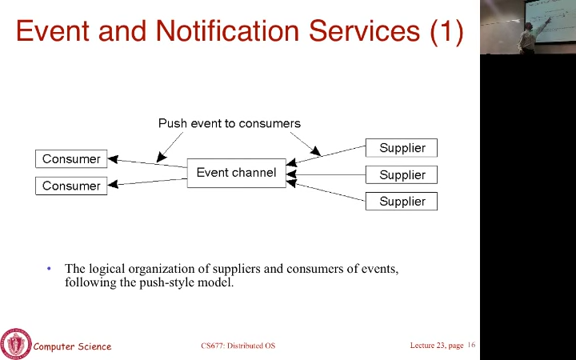 Event and Notification Services (1)
Push event to consumers
Consumer
Consumer
Event channel
Supplier
Supplier
Supplier
• The logical organization of suppliers and consumers of events,
following the push-style model.
Computer Science
CS677: Distributed OS
Lecture 23, page 16